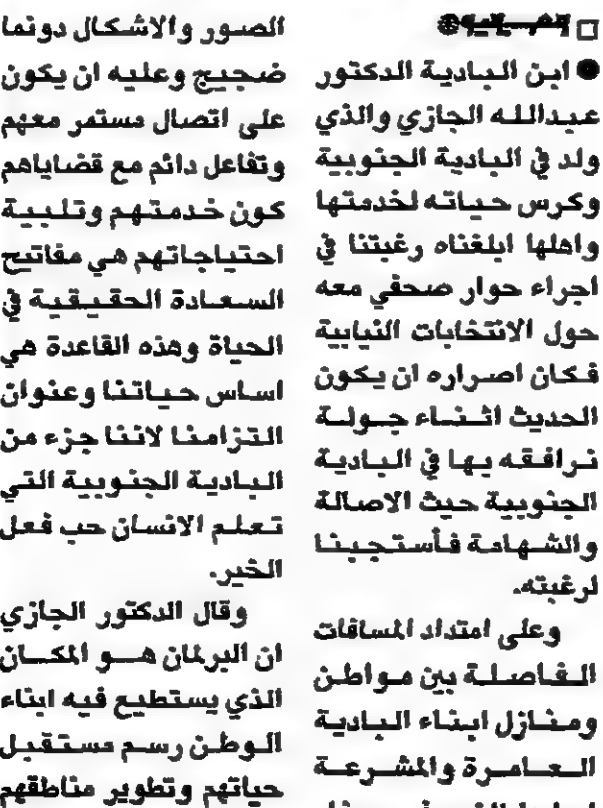 ابن البادية الدكتور
عبدالله الجازي والذي
ولد في البادية الجنوبية
وكرس حياته لخدمتها
واهلها ابلغناه رغبتنا في
اجراء حوار صحفي معه
حول الانتخابات النيابية
فكان اصراره ان يكون
الحديث اثناء جولة
نرافقه بها في البادية
الجنوبية حيث الاصالة
والشهامة فأستجبنا
لرغبته.
وعلى امتداد المسافات
الفاصلة بين مواطن
ومنازل ابناء البادية
العامرة والمشرعة
الصور والاشكال دونما
ضجيج وعليه ان يكون
على اتصال مستمر معهم
وتفاعل دائم مع قضاياهم
كون خدمتهم وتلبية
احتياجاتهم هي مفاتيح
السعادة الحقيقية في
الحياة وهذه القاعدة هي
اساس حياتنا وعنوان
التزامنا لاننا جزء من
البادية الجنوبية التي
تعلم الانسان حب فعل
الخير.
وقال الدكتور الجازي
ان البرلمان هو المكان
الذي يستطيع فيه ابناء
الوطن رسم مستقبل
حياتهم وتطوير مناطقهم